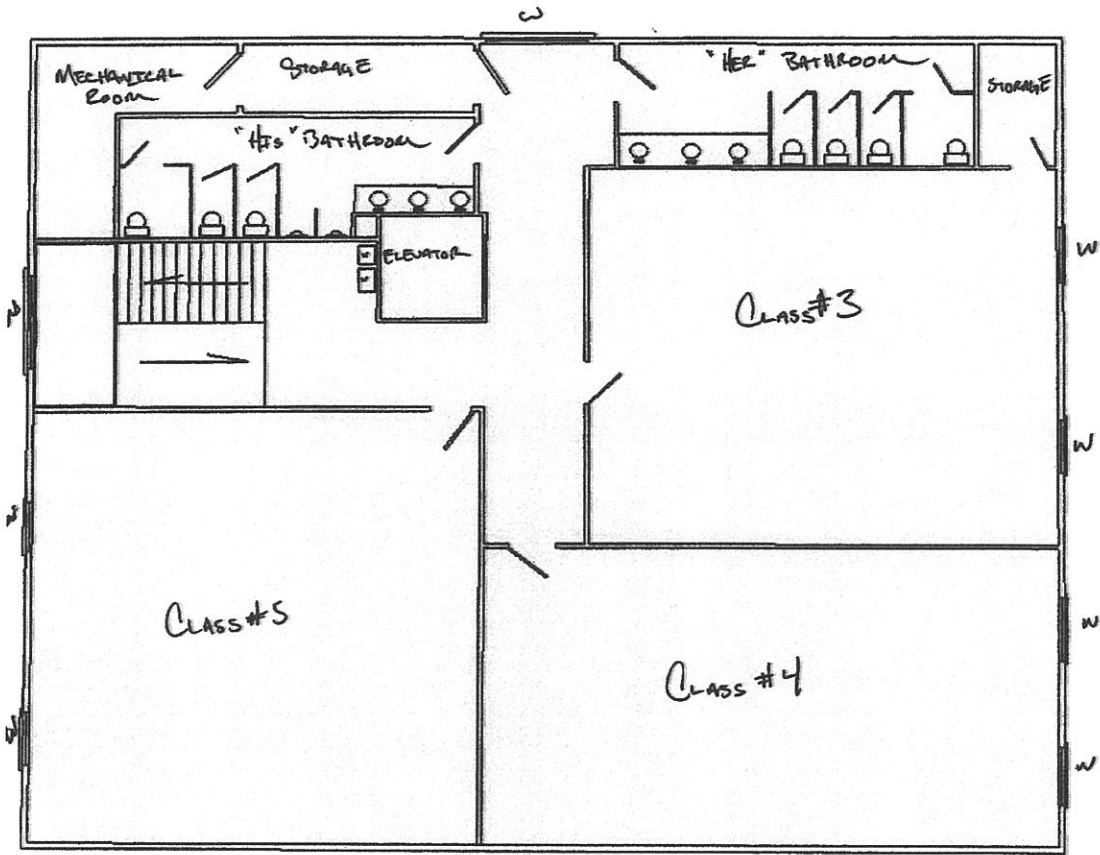 W
MECHANICAL
ROOM
STORAGE
"HER" BATHROOM
STORAGE
"HIS" BATHROOM
ELEVATOR
W
W
CLASS #3
W
W
W
W
CLASS #5
W
CLASS #4
W
W
W